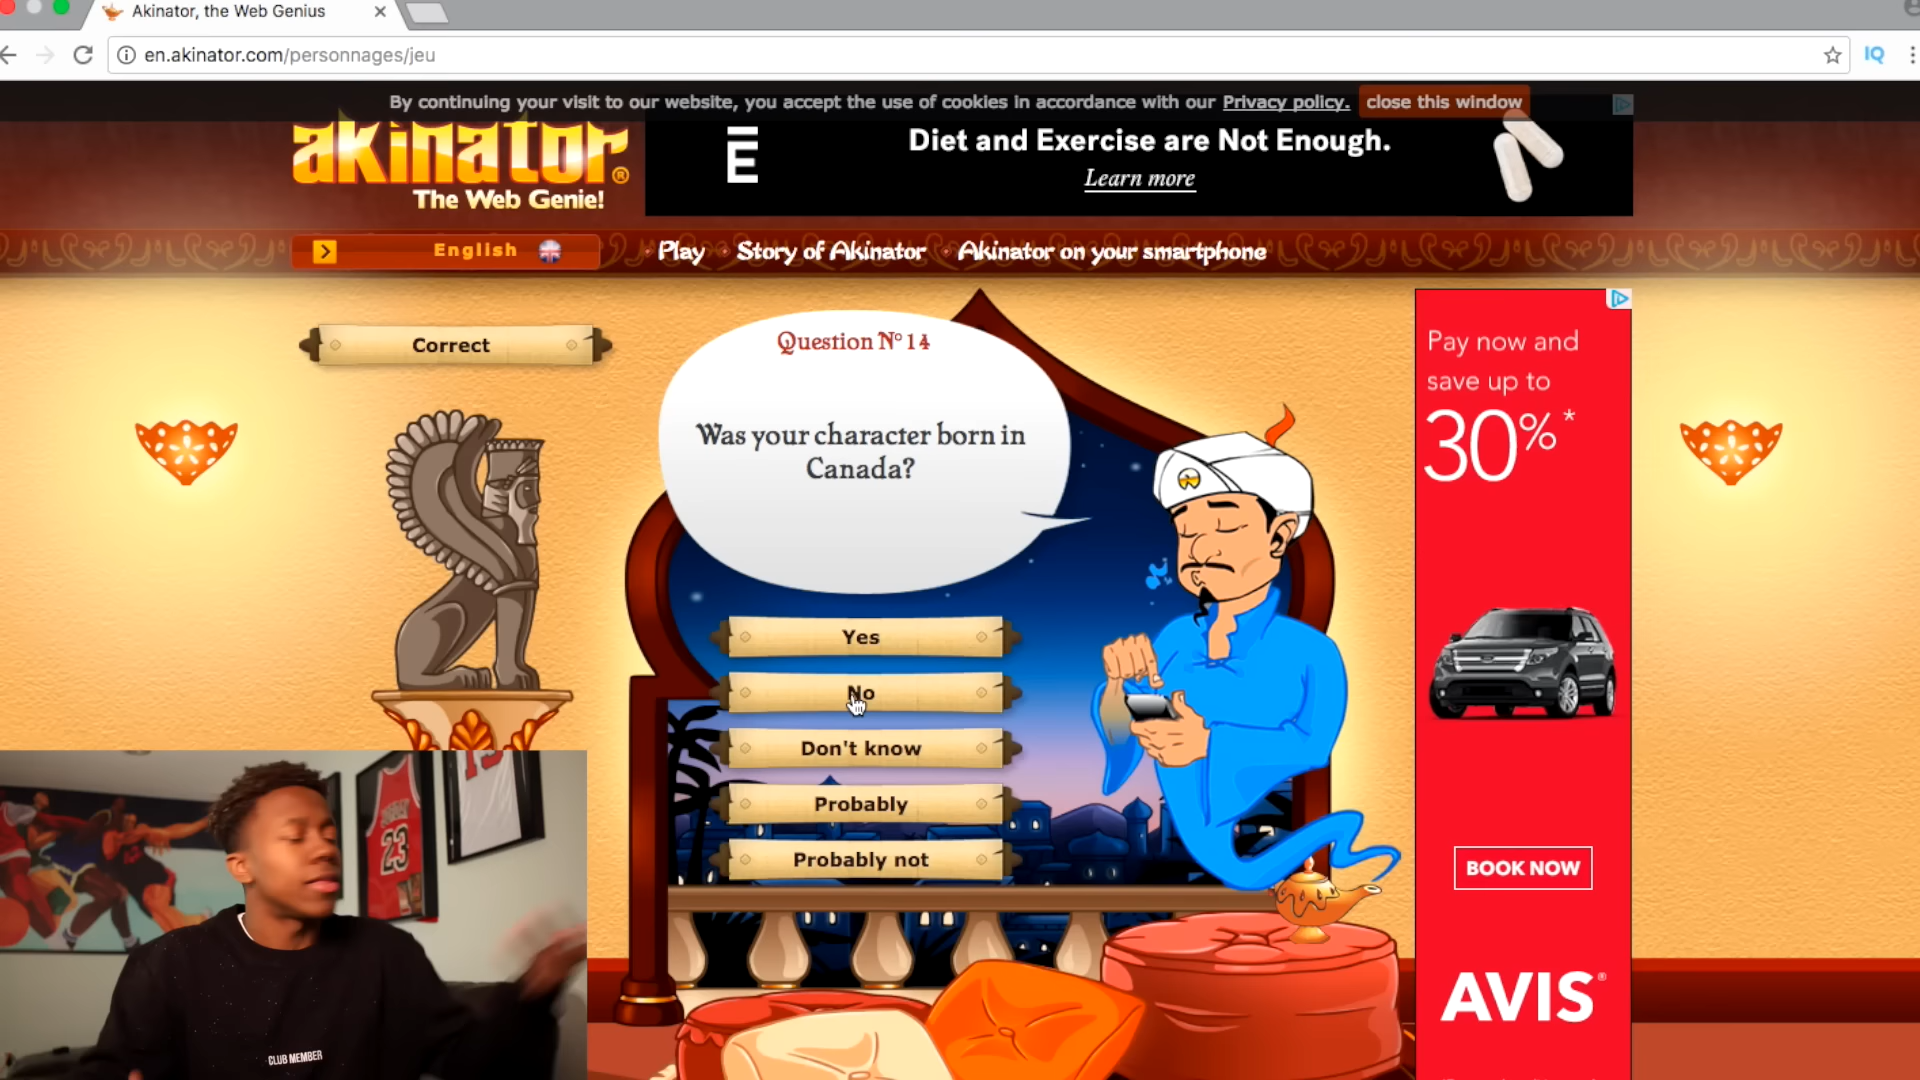 Akinator, the Web Genius
en.akinator.com/personnages/jeu
IQ
By continuing your visit to our website, you accept the use of cookies in accordance with our Privacy policy. close this window
akinator®
The Web Genie!
E
Diet and Exercise are Not Enough.
Learn more
English
Play
Story of Akinator
Akinator on your smartphone
Correct
Question N° 14
Was your character born in
Canada?
Yes
No
Don't know
Probably
Probably not
Pay now and
save up to
30%*
BOOK NOW
AVIS®
23
CLUB MEMBER